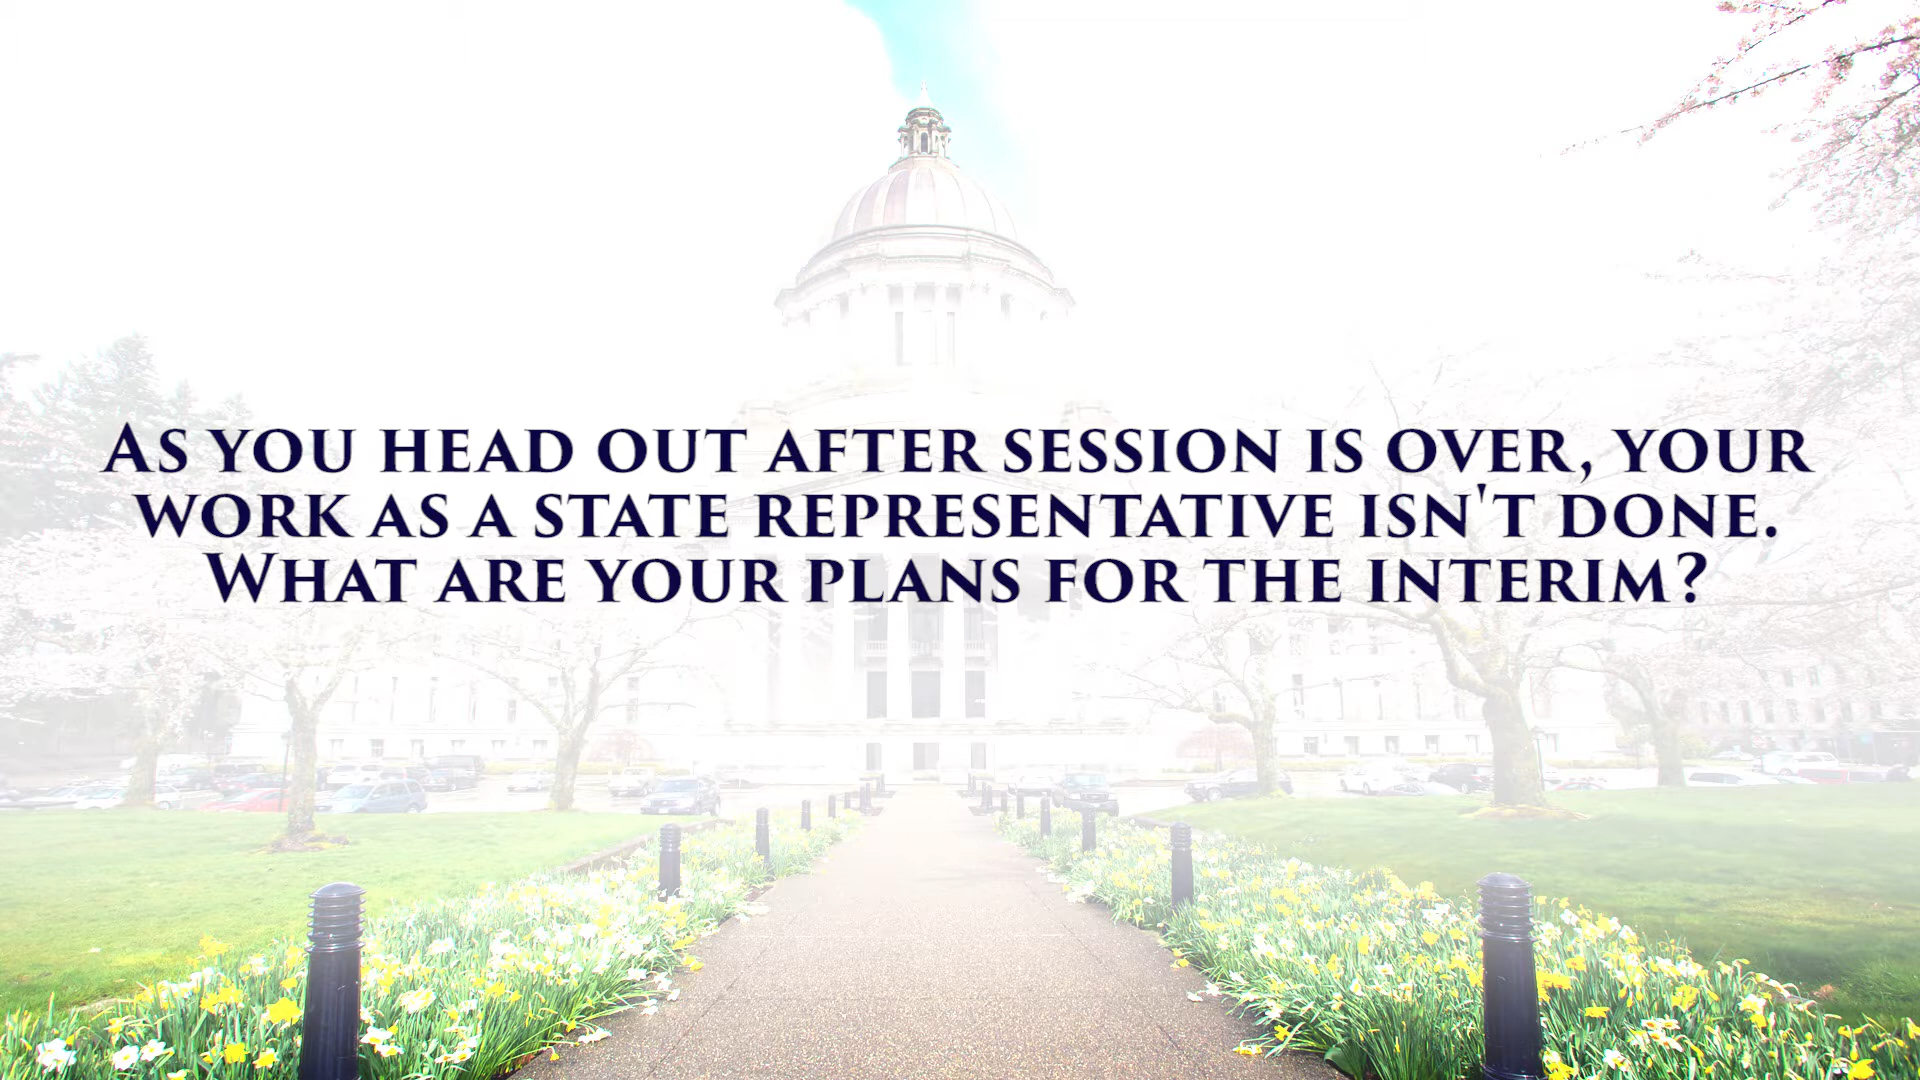 As you head out after session is over, your
work as a state representative isn't done.
What are your plans for the interim?